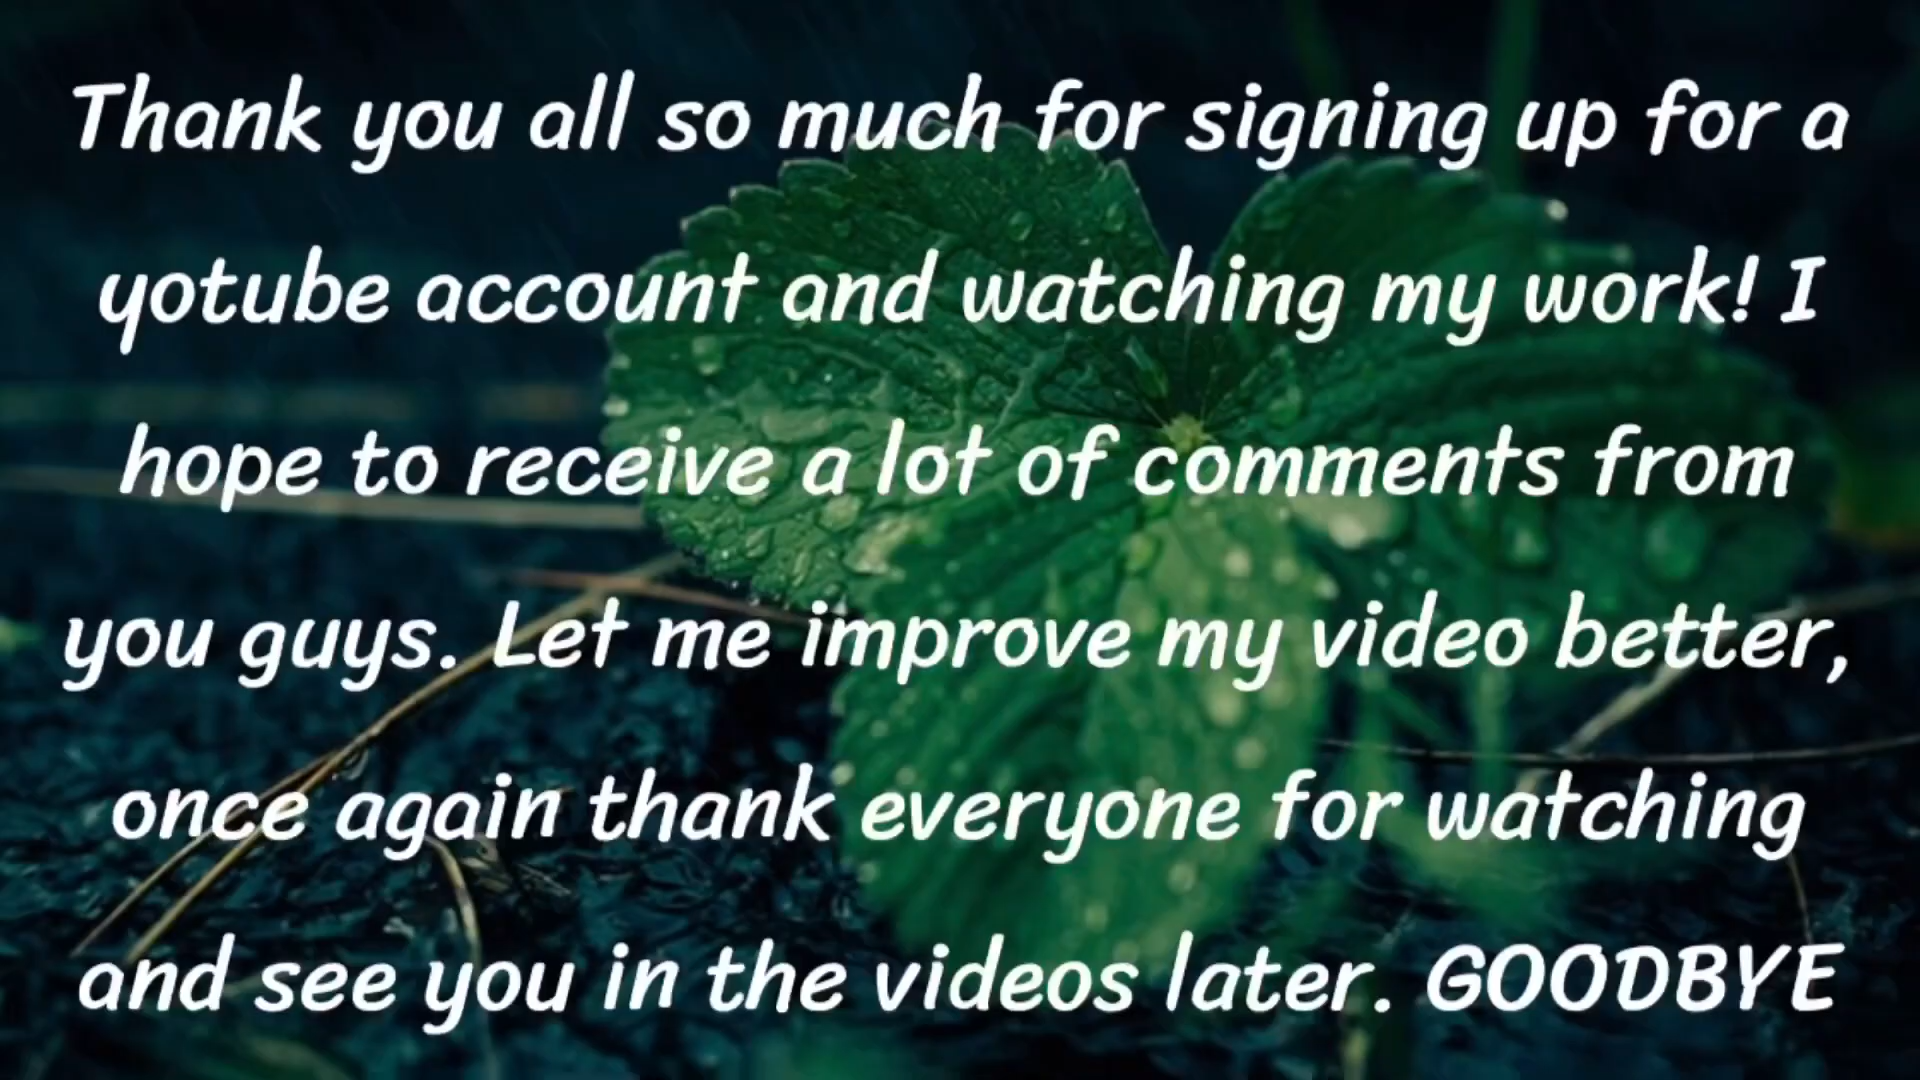 Thank you all so much for signing up for a
yotube account and watching my work! I
hope to receive a lot of comments from
you guys. Let me improve my video better,
once again thank everyone for watching
and see you in the videos later. GOODBYE